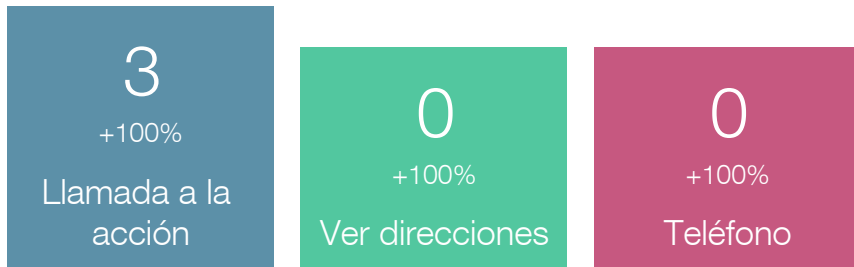 3
+100%
Llamada a la
acción
0
+100%
Ver direcciones
0
+100%
Teléfono